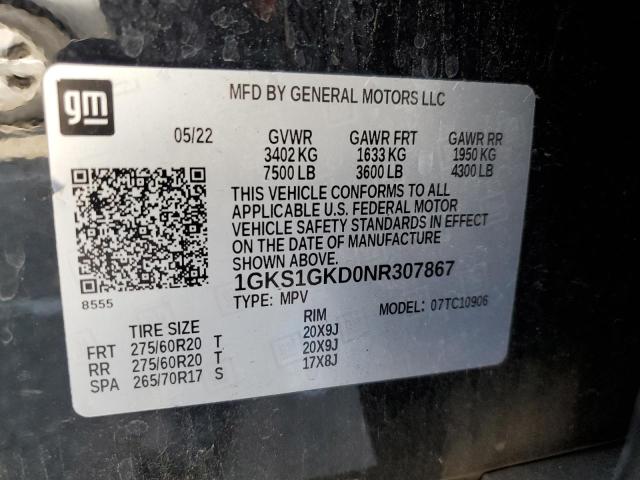 gm
MFD BY GENERAL MOTORS LLC
05/22 GVWR GAWR FRT GAWR RR
3402 KG 1633 KG 1950 KG
7500 LB 3600 LB 4300 LB
THIS VEHICLE CONFORMS TO ALL
APPLICABLE U.S. FEDERAL MOTOR
VEHICLE SAFETY STANDARDS IN EFFECT
ON THE DATE OF MANUFACTURE
SHOWN ABOVE.
8555
1GKS1GKD0NR307867
TYPE: MPV MODEL: 07TC10906
TIRE SIZE RIM
FRT 275/60R20 T 20X9J
RR 275/60R20 T 20X9J
SPA 265/70R17 S 17X8J